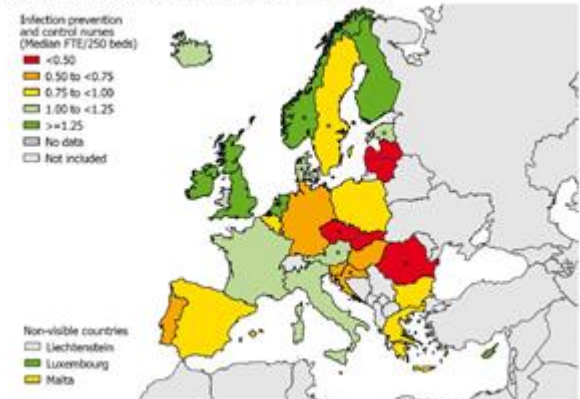 Infection prevention
and control nurses
(Median FTE/250 beds)
<0.50
0.50 to <0.75
0.75 to <1.00
1.00 to <1.25
>=1.25
No data
Not included
Non-visible countries
Liechtenstein
Luxembourg
Malta